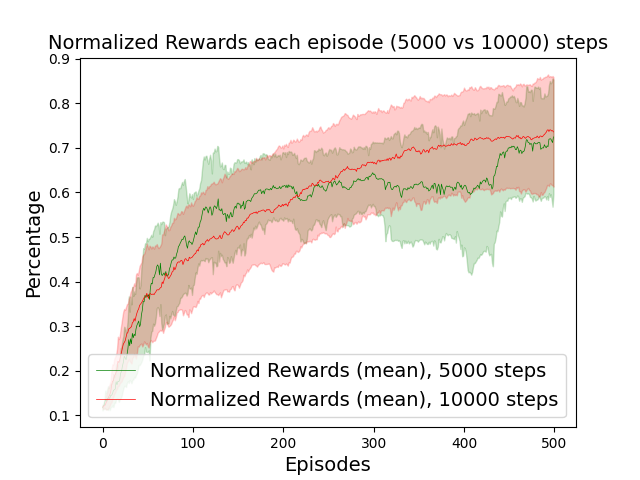 Normalized Rewards each episode (5000 vs 10000) steps
0.9
0.8
0.7
0.6
0.5
0.4
0.3
0.2
0.1
Percentage
Normalized Rewards (mean), 5000 steps
Normalized Rewards (mean), 10000 steps
0 100 200 300 400 500
Episodes